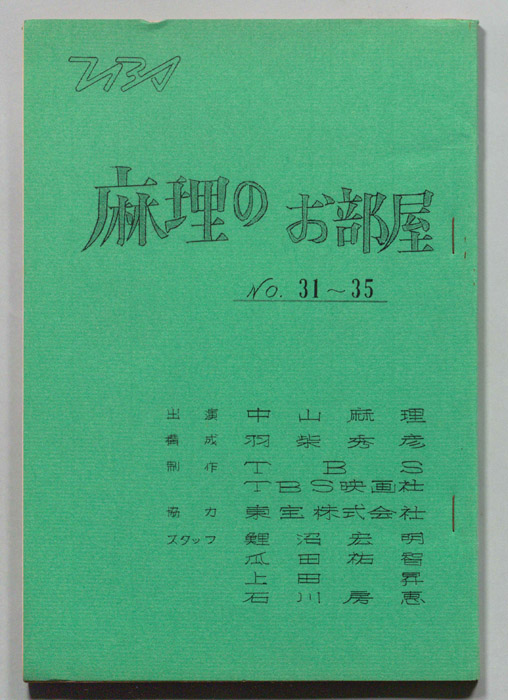 TBS
麻理の お部屋
NO. 31～35
出演 中山麻理
構成 羽柴秀彦
制作 TBS
TBS映画社
協力 東宝株式会社
スタッフ 鯉沼宏明
瓜田祐智
上田昇
石川房恵